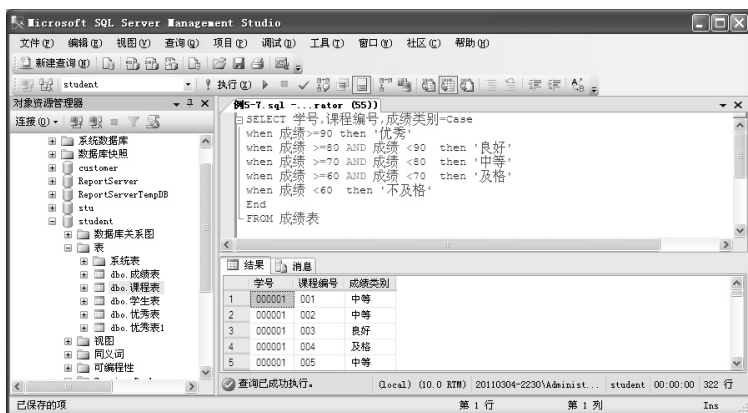 Microsoft SQL Server Management Studio
文件(F) 编辑(E) 视图(V) 查询(Q) 项目(P) 调试(D) 工具(T) 窗口(W) 社区(C) 帮助(H)
新建查询(N)
student
执行(X)
对象资源管理器
连接(O)
系统数据库
数据库快照
customer
ReportServer
ReportServerTempDB
stu
student
数据库关系图
表
系统表
dbo.成绩表
dbo.课程表
dbo.学生表
dbo.优秀表
dbo.优秀表1
视图
同义词
可编程性
例5-7.sql -...rator (55))
SELECT 学号,课程编号,成绩类别=Case
when 成绩>=90 then '优秀'
when 成绩 >=80 AND 成绩 <90 then '良好'
when 成绩 >=70 AND 成绩 <80 then '中等'
when 成绩 >=60 AND 成绩 <70 then '及格'
when 成绩 <60 then '不及格'
End
FROM 成绩表
结果 消息
学号 课程编号 成绩类别
1 000001 001 中等
2 000001 002 中等
3 000001 003 良好
4 000001 004 及格
5 000001 005 中等
查询已成功执行。 (local) (10.0 RTM) 20110304-2230\Administ... student 00:00:00 322 行
已保存的项 第 1 行 第 1 列 Ins